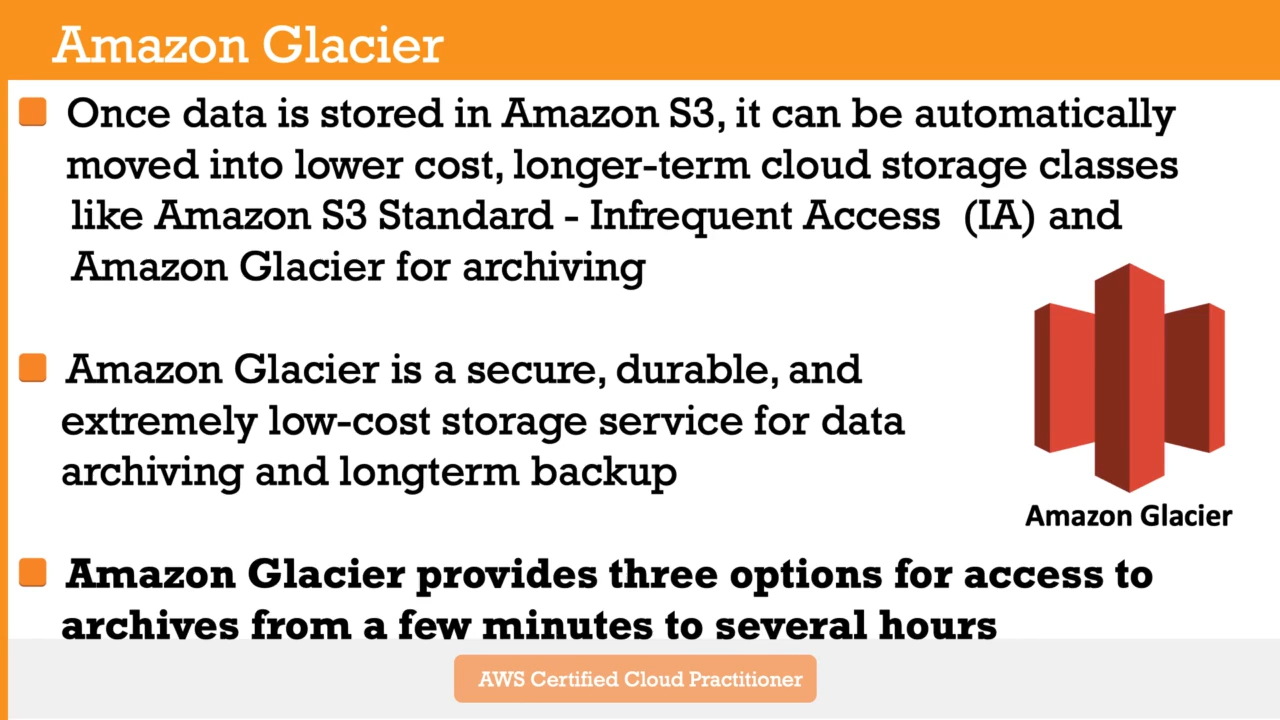 Amazon Glacier
Once data is stored in Amazon S3, it can be automatically
moved into lower cost, longer-term cloud storage classes
like Amazon S3 Standard - Infrequent Access (IA) and
Amazon Glacier for archiving
Amazon Glacier is a secure, durable, and
extremely low-cost storage service for data
archiving and longterm backup
Amazon Glacier
Amazon Glacier provides three options for access to
archives from a few minutes to several hours
AWS Certified Cloud Practitioner